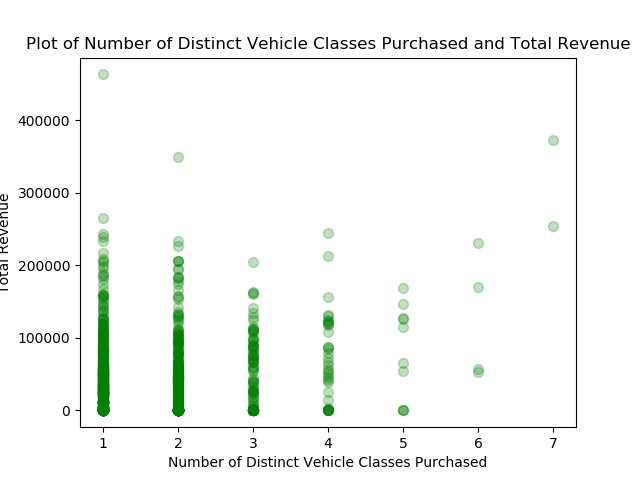 Plot of Number of Distinct Vehicle Classes Purchased and Total Revenue
400000
300000
200000
100000
0
Total Revenue
1 2 3 4 5 6 7
Number of Distinct Vehicle Classes Purchased